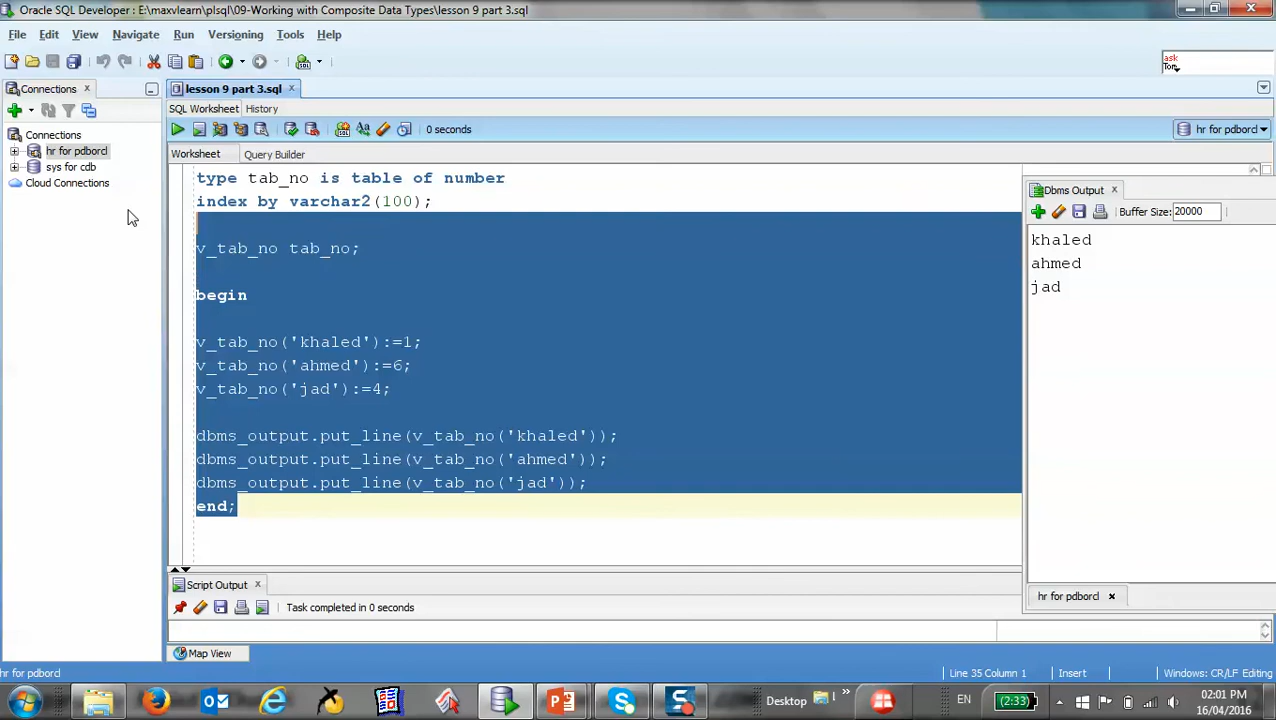 Oracle SQL Developer : E:\maxvlearn\plsql\09-Working with Composite Data Types\lesson 9 part 3.sql
File Edit View Navigate Run Versioning Tools Help
ask
Tom
Connections
lesson 9 part 3.sql
SQL Worksheet History
0 seconds
hr for pdborcl
Connections
hr for pdborcl
sys for cdb
Cloud Connections
Worksheet Query Builder
type tab_no is table of number
index by varchar2(100);
v_tab_no tab_no;
begin
v_tab_no('khaled'):=1;
v_tab_no('ahmed'):=6;
v_tab_no('jad'):=4;
dbms_output.put_line(v_tab_no('khaled'));
dbms_output.put_line(v_tab_no('ahmed'));
dbms_output.put_line(v_tab_no('jad'));
end;
Dbms Output
Buffer Size: 20000
khaled
ahmed
jad
hr for pdborcl
Script Output
Task completed in 0 seconds
Map View
hr for pdborcl
Line 35 Column 1 Insert Windows: CR/LF Editing
Desktop » EN (2:33) 02:01 PM
16/04/2016